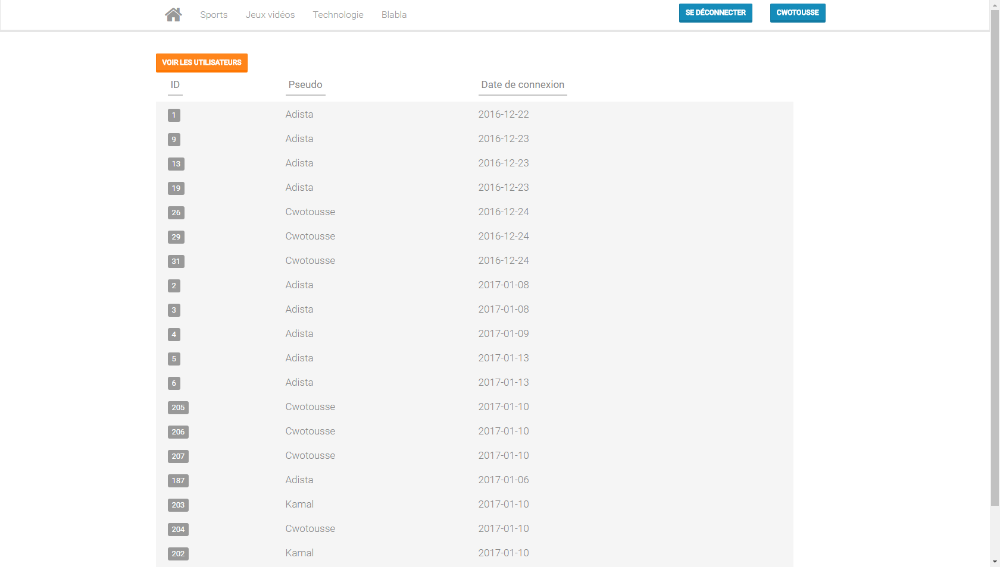 Sports Jeux vidéos Technologie Blabla SE DÉCONNECTER CWOTOUSSE
VOIR LES UTILISATEURS
ID Pseudo Date de connexion
1 Adista 2016-12-22
9 Adista 2016-12-23
13 Adista 2016-12-23
19 Adista 2016-12-23
26 Cwotousse 2016-12-24
29 Cwotousse 2016-12-24
31 Cwotousse 2016-12-24
2 Adista 2017-01-08
3 Adista 2017-01-08
4 Adista 2017-01-09
5 Adista 2017-01-13
6 Adista 2017-01-13
205 Cwotousse 2017-01-10
206 Cwotousse 2017-01-10
207 Cwotousse 2017-01-10
187 Adista 2017-01-06
203 Kamal 2017-01-10
204 Cwotousse 2017-01-10
202 Kamal 2017-01-10